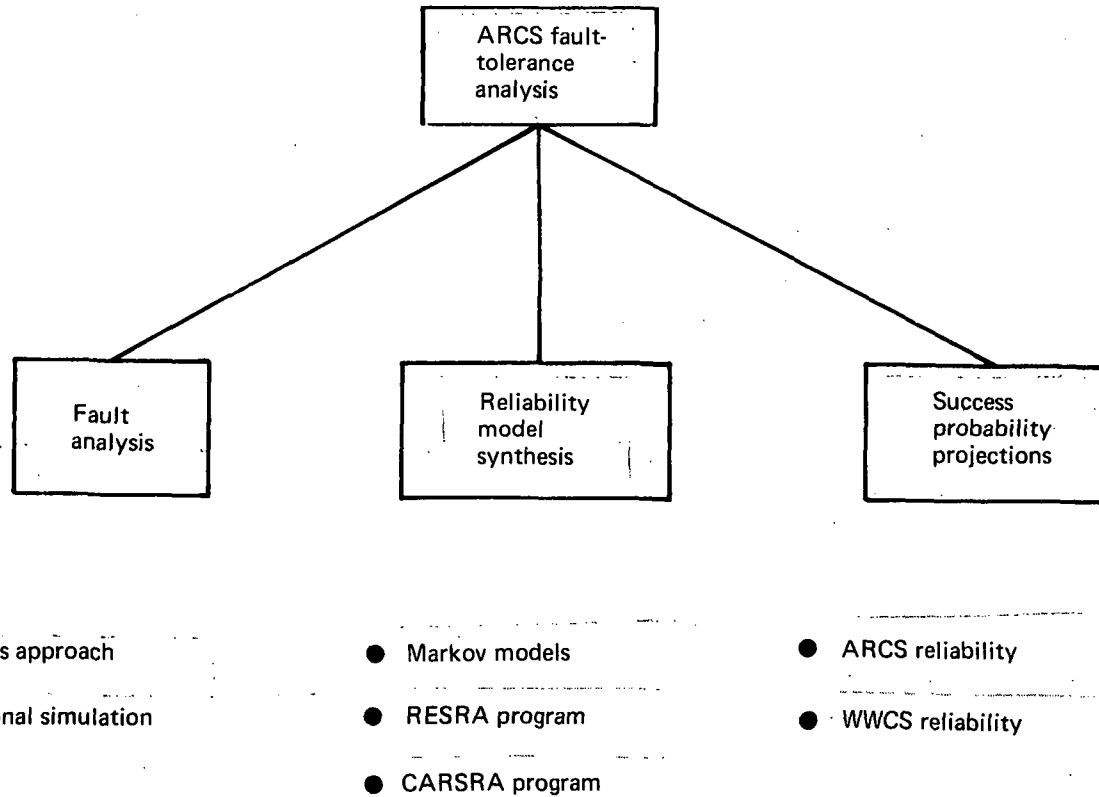 ARCS fault-
tolerance
analysis
Fault
analysis
Reliability
model
synthesis
Success
probability
projections
s approach
nal simulation
● Markov models
● RESRA program
● CARSRA program
● ARCS reliability
● WWCS reliability